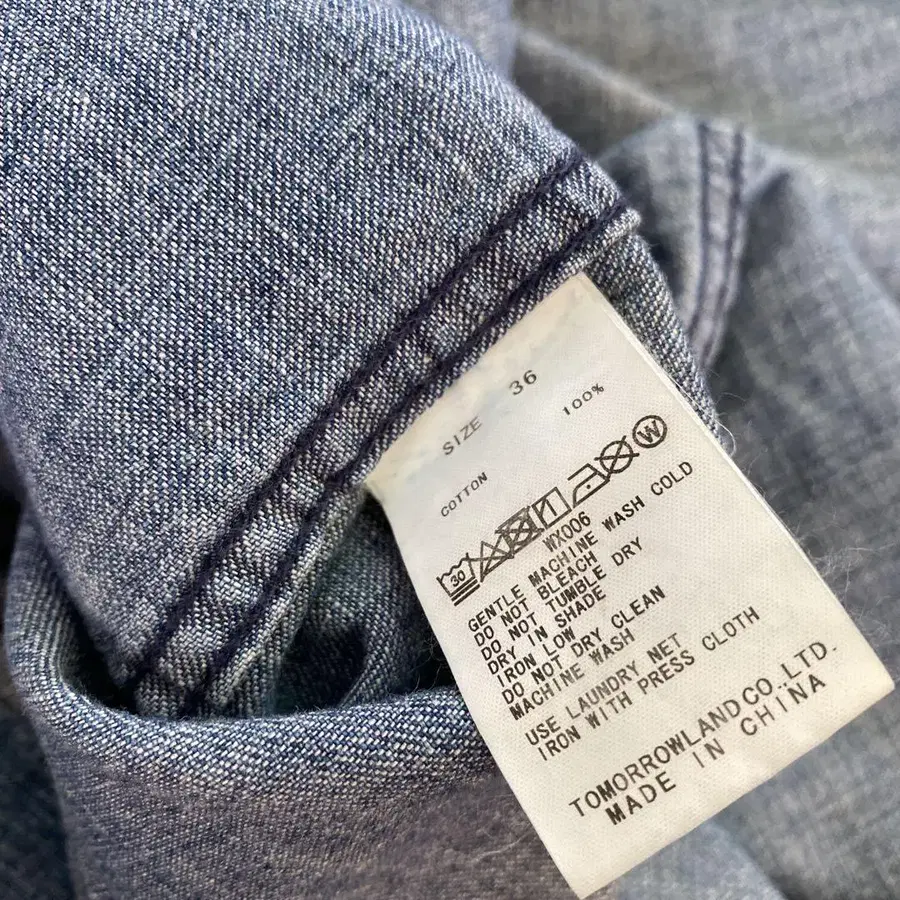 SIZE 36
COTTON 100%
30 W
WX006
GENTLE MACHINE WASH COLD
DO NOT BLEACH
DO NOT TUMBLE DRY
DRY IN SHADE
IRON LOW
DO NOT DRY CLEAN
MACHINE WASH
USE LAUNDRY NET
IRON WITH PRESS CLOTH
TOMORROWLAND CO.,LTD.
MADE IN CHINA